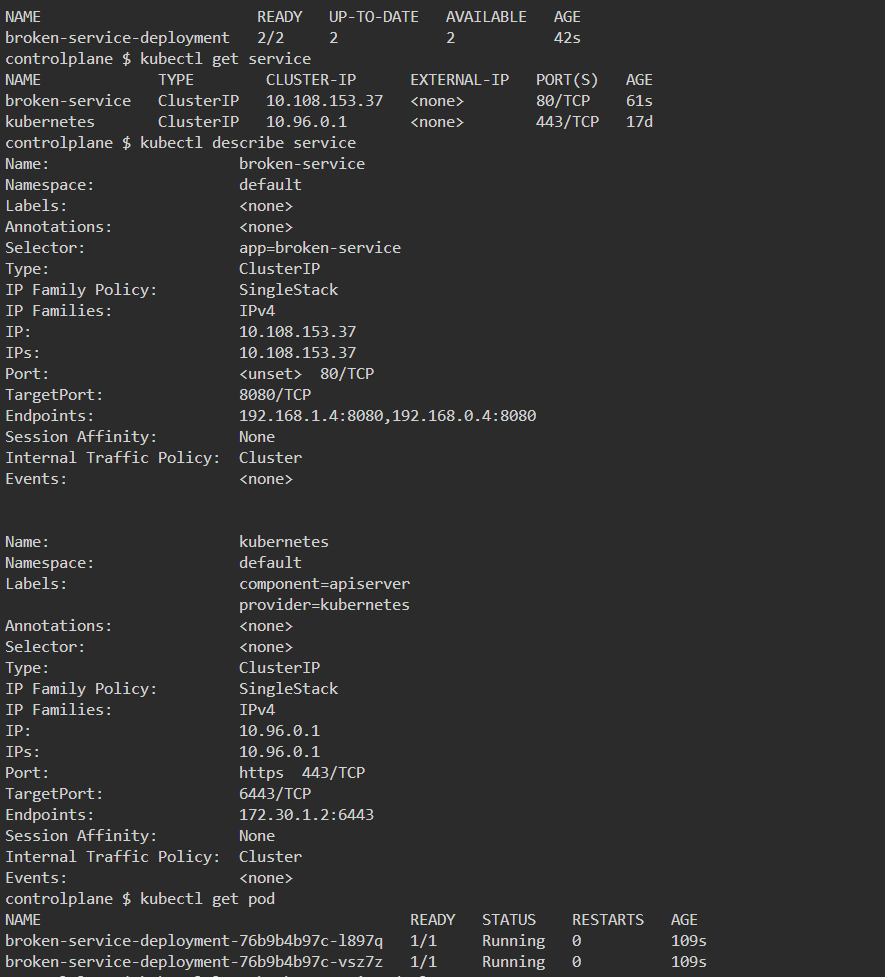 NAME READY UP-TO-DATE AVAILABLE AGE
broken-service-deployment 2/2 2 2 42s
controlplane $ kubectl get service
NAME TYPE CLUSTER-IP EXTERNAL-IP PORT(S) AGE
broken-service ClusterIP 10.108.153.37 <none> 80/TCP 61s
kubernetes ClusterIP 10.96.0.1 <none> 443/TCP 17d
controlplane $ kubectl describe service
Name: broken-service
Namespace: default
Labels: <none>
Annotations: <none>
Selector: app=broken-service
Type: ClusterIP
IP Family Policy: SingleStack
IP Families: IPv4
IP: 10.108.153.37
IPs: 10.108.153.37
Port: <unset> 80/TCP
TargetPort: 8080/TCP
Endpoints: 192.168.1.4:8080,192.168.0.4:8080
Session Affinity: None
Internal Traffic Policy: Cluster
Events: <none>
Name: kubernetes
Namespace: default
Labels: component=apiserver
provider=kubernetes
Annotations: <none>
Selector: <none>
Type: ClusterIP
IP Family Policy: SingleStack
IP Families: IPv4
IP: 10.96.0.1
IPs: 10.96.0.1
Port: https 443/TCP
TargetPort: 6443/TCP
Endpoints: 172.30.1.2:6443
Session Affinity: None
Internal Traffic Policy: Cluster
Events: <none>
controlplane $ kubectl get pod
NAME READY STATUS RESTARTS AGE
broken-service-deployment-76b9b4b97c-l897q 1/1 Running 0 109s
broken-service-deployment-76b9b4b97c-vsz7z 1/1 Running 0 109s